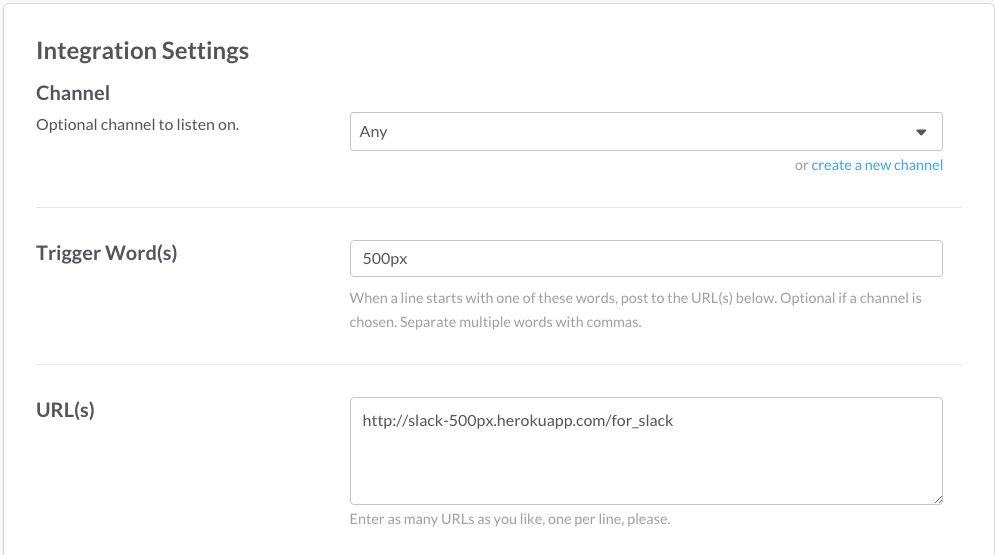 Integration Settings
Channel
Optional channel to listen on.
Any
or create a new channel
Trigger Word(s)
500px
When a line starts with one of these words, post to the URL(s) below. Optional if a channel is
chosen. Separate multiple words with commas.
URL(s)
http://slack-500px.herokuapp.com/for_slack
Enter as many URLs as you like, one per line, please.